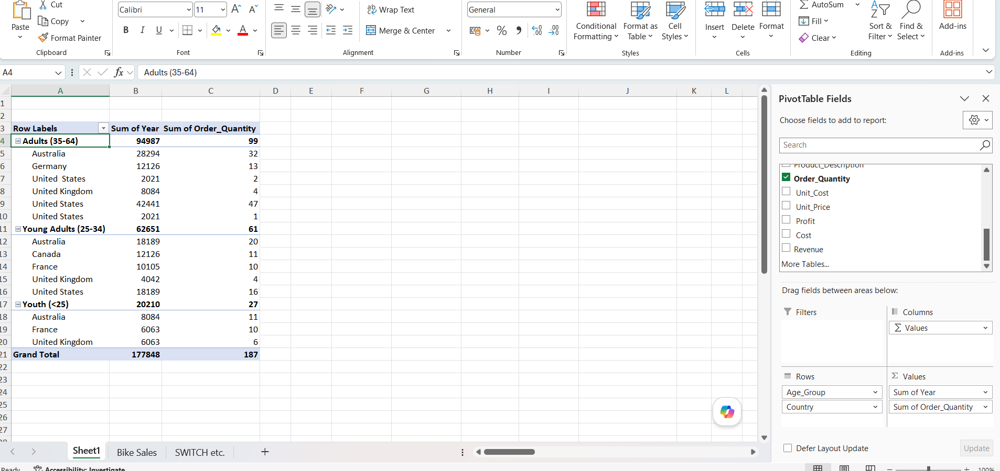 Cut
Copy
Format Painter
Paste
Clipboard
Calibri
11
A^ A˅
B I U
A
Font
ab
Wrap Text
Merge & Center
Alignment
General
% 9
Number
Conditional Formatting
Format as Table
Cell Styles
Styles
Insert
Delete
Format
Cells
AutoSum
Fill
Clear
Sort & Filter
Find & Select
Editing
Add-ins
Add-ins
A4
fx
Adults (35-64)
A B C D E F G H I J K L
1
2
3 Row Labels Sum of Year Sum of Order_Quantity
4 Adults (35-64) 94987 99
5 Australia 28294 32
6 Germany 12126 13
7 United  States 2021 2
8 United Kingdom 8084 4
9 United States 42441 47
10 United States 2021 1
11 Young Adults (25-34) 62651 61
12 Australia 18189 20
13 Canada 12126 11
14 France 10105 10
15 United Kingdom 4042 4
16 United States 18189 16
17 Youth (<25) 20210 27
18 Australia 8084 11
19 France 6063 10
20 United Kingdom 6063 6
21 Grand Total 177848 187
22
23
24
25
26
27
28
PivotTable Fields
Choose fields to add to report:
Search
Product_Description
Order_Quantity
Unit_Cost
Unit_Price
Profit
Cost
Revenue
More Tables...
Drag fields between areas below:
Filters
Columns
Σ Values
Rows
Σ Values
Age_Group
Sum of Year
Country
Sum of Order_Quantity
Defer Layout Update
Update
Sheet1
Bike Sales
SWITCH etc.
Ready
Accessibility: Investigate
100%